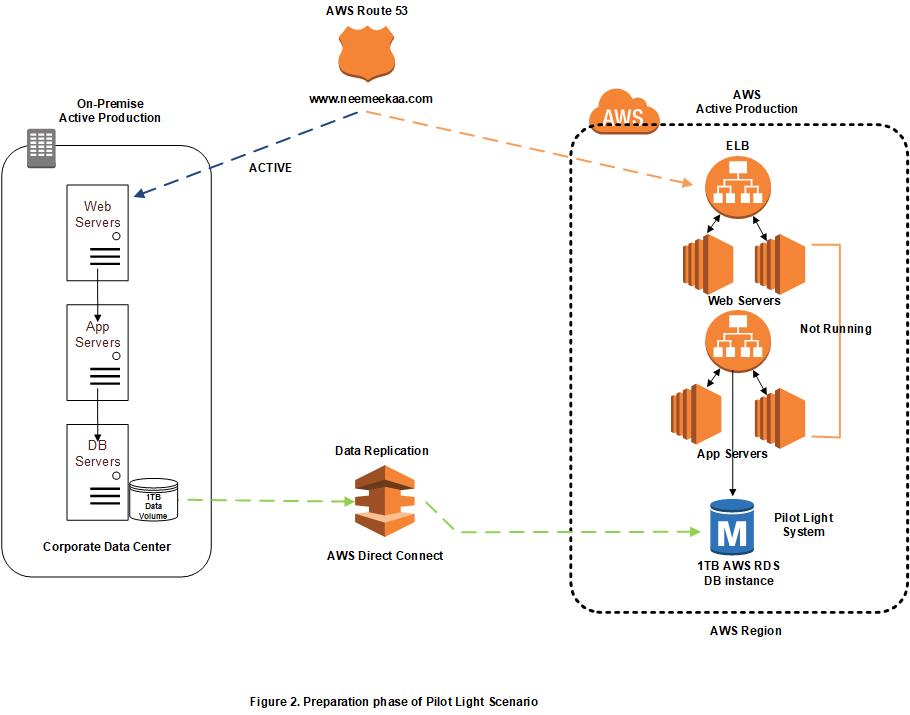 AWS Route 53
www.neemeekaa.com
On-Premise
Active Production
AWS
AWS
Active Production
ACTIVE
ELB
Web
Servers
Web Servers
App
Servers
Not Running
DB
Servers
App Servers
Data Replication
1TB
Data
Volume
Corporate Data Center
AWS Direct Connect
M
Pilot Light
System
1TB AWS RDS
DB instance
AWS Region
Figure 2. Preparation phase of Pilot Light Scenario